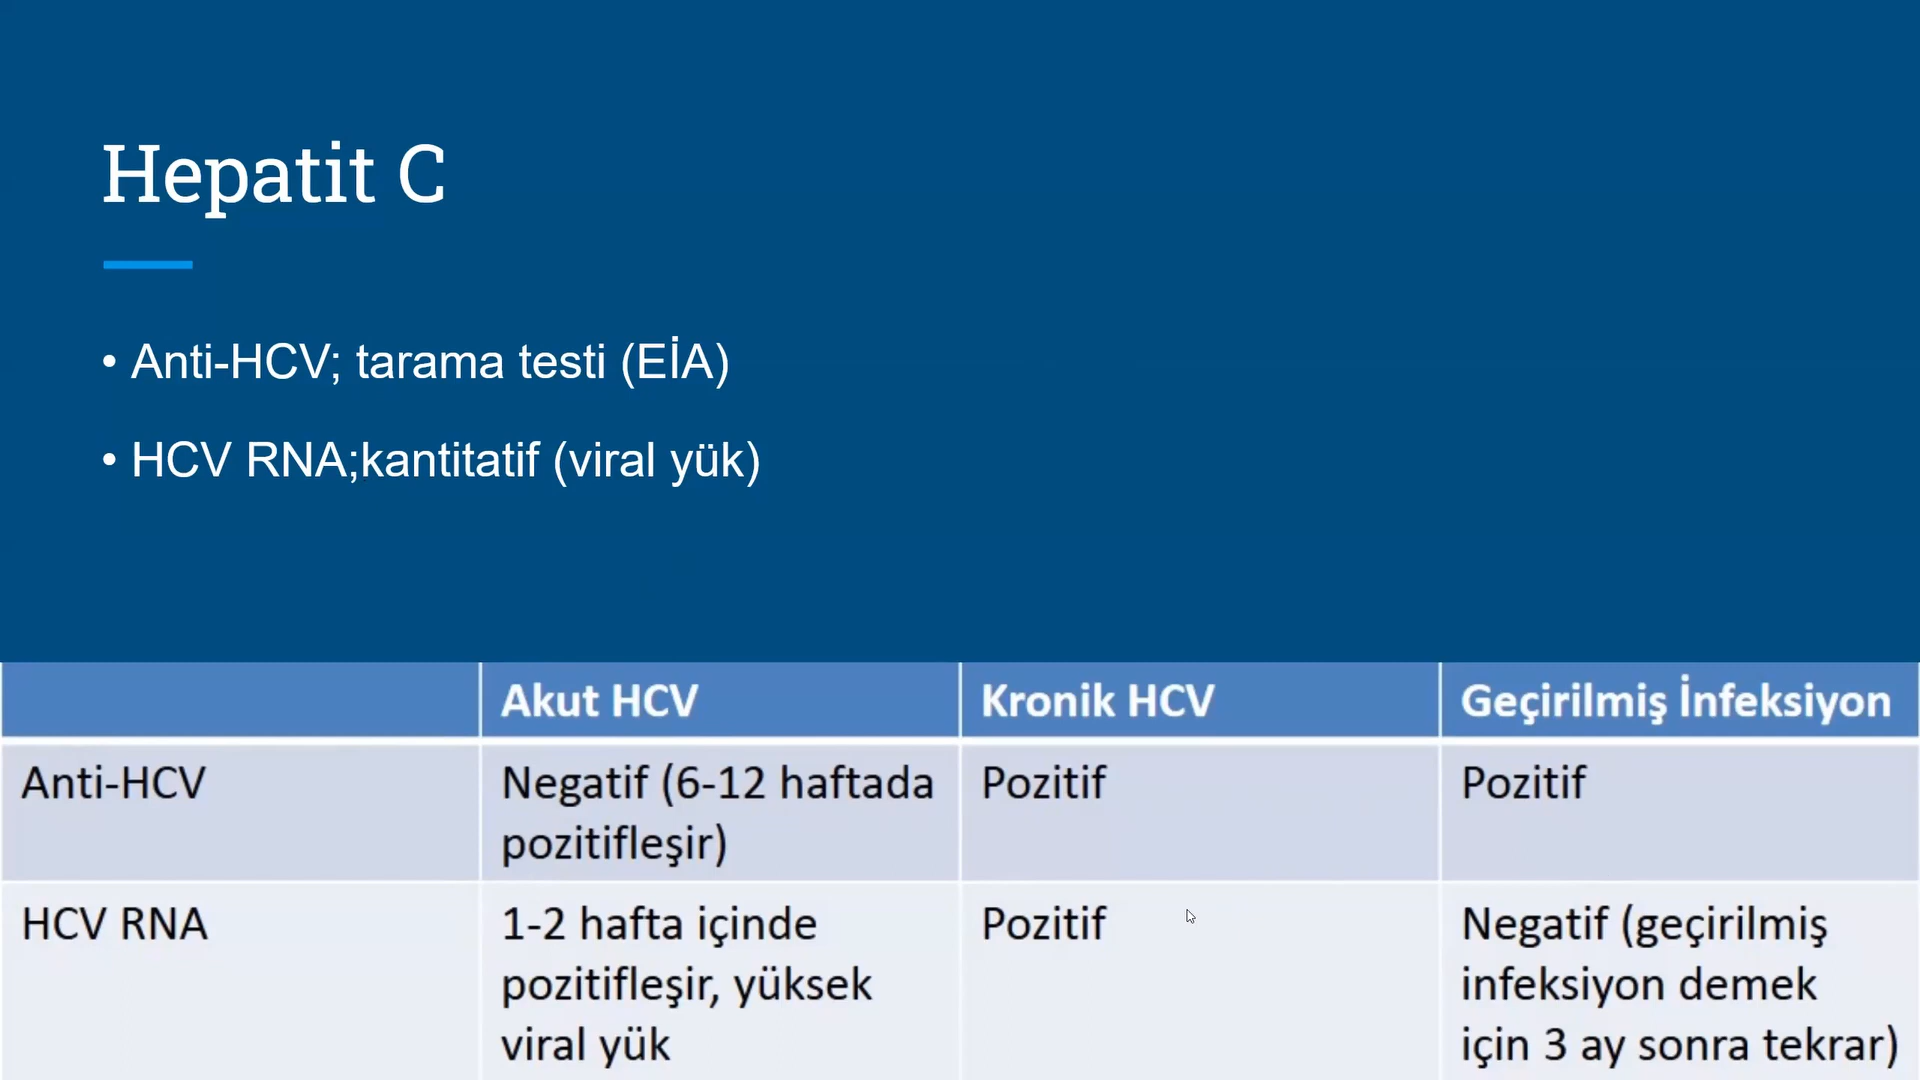 Hepatit C
• Anti-HCV; tarama testi (EİA)
• HCV RNA;kantitatif (viral yük)
Akut HCV Kronik HCV Geçirilmiş İnfeksiyon
Anti-HCV Negatif (6-12 haftada Pozitif Pozitif
pozitifleşir)
HCV RNA 1-2 hafta içinde Pozitif Negatif (geçirilmiş
pozitifleşir, yüksek infeksiyon demek
viral yük için 3 ay sonra tekrar)